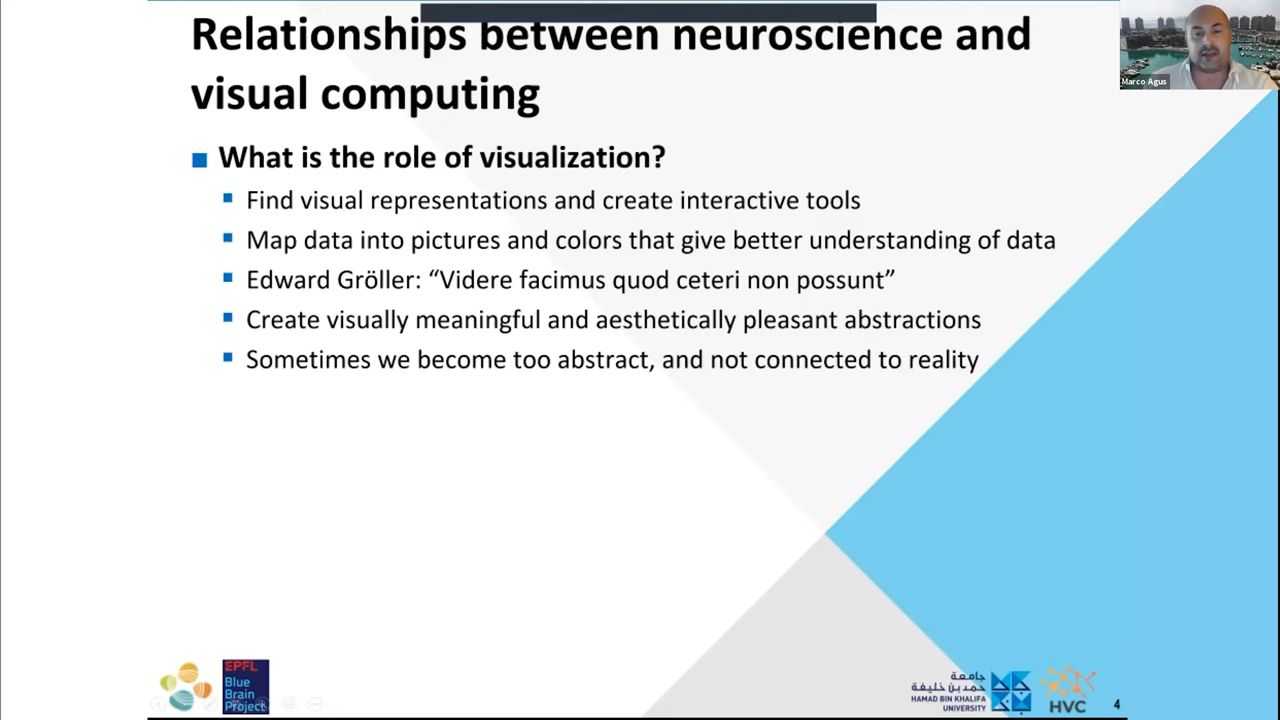 Relationships between neuroscience and
visual computing
Marco Agus
What is the role of visualization?
Find visual representations and create interactive tools
Map data into pictures and colors that give better understanding of data
Edward Gröller: “Videre facimus quod ceteri non possunt”
Create visually meaningful and aesthetically pleasant abstractions
Sometimes we become too abstract, and not connected to reality
EPFL
Blue
Brain
Project
جامعة
حمد بن خليفة
HAMAD BIN KHALIFA
UNIVERSITY
HVC
4